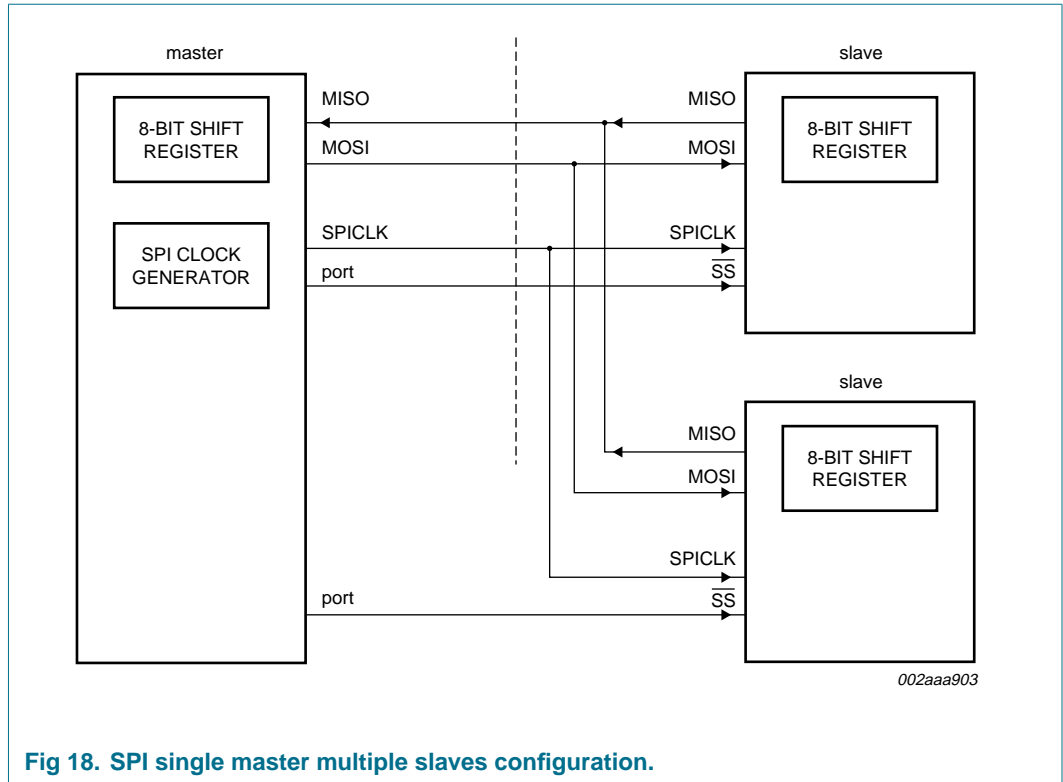 master
slave
MISO
MISO
8-BIT SHIFT
REGISTER
8-BIT SHIFT
REGISTER
MOSI
MOSI
SPICLK
SPICLK
SPI CLOCK
GENERATOR
port
SS
slave
MISO
8-BIT SHIFT
REGISTER
MOSI
SPICLK
port
SS
002aaa903
Fig 18. SPI single master multiple slaves configuration.